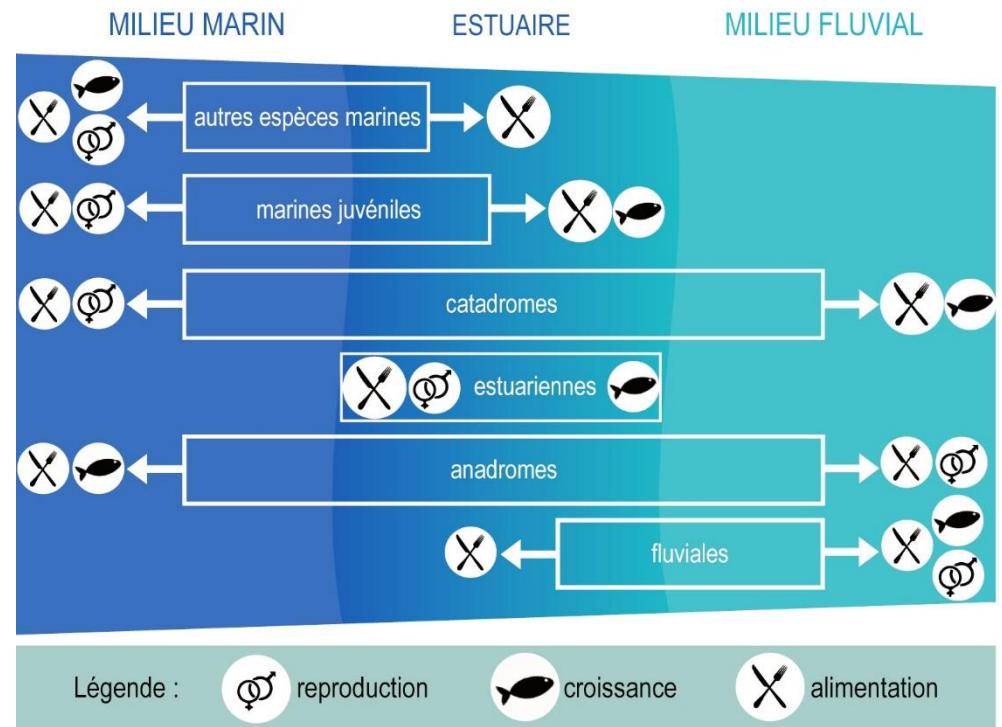 MILIEU MARIN ESTUAIRE MILIEU FLUVIAL
autres espèces marines
marines juvéniles
catadromes
estuariennes
anadromes
fluviales
Légende : reproduction croissance alimentation